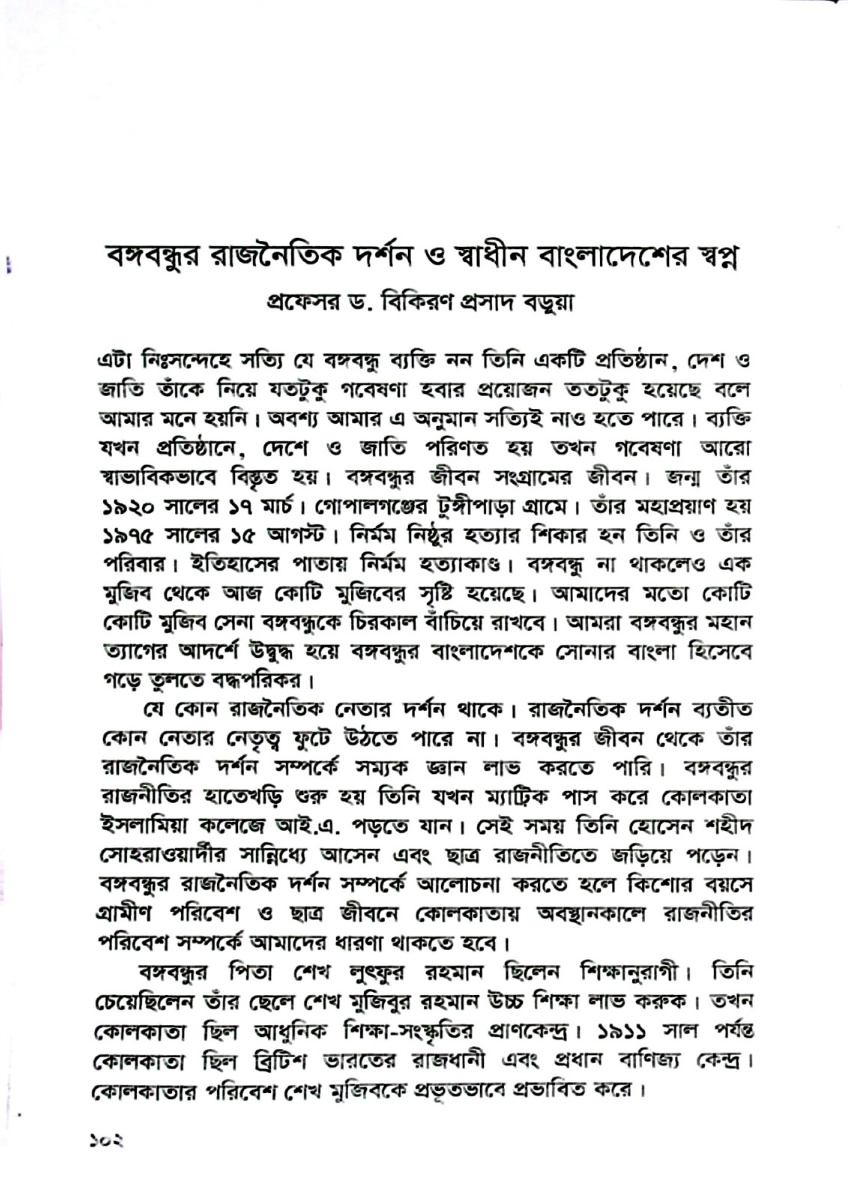 বঙ্গবন্ধুর রাজনৈতিক দর্শন ও স্বাধীন বাংলাদেশের স্বপ্ন
প্রফেসর ড. বিকিরণ প্রসাদ বড়ুয়া
এটা নিঃসন্দেহে সত্যি যে বঙ্গবন্ধু ব্যক্তি নন তিনি একটি প্রতিষ্ঠান, দেশ ও
জাতি তাঁকে নিয়ে যতটুকু গবেষণা হবার প্রয়োজন ততটুকু হয়েছে বলে
আমার মনে হয়নি। অবশ্য আমার এ অনুমান সত্যিই নাও হতে পারে। ব্যক্তি
যখন প্রতিষ্ঠানে, দেশে ও জাতি পরিণত হয় তখন গবেষণা আরো
স্বাভাবিকভাবে বিস্তৃত হয়। বঙ্গবন্ধুর জীবন সংগ্রামের জীবন। জন্ম তাঁর
১৯২০ সালের ১৭ মার্চ। গোপালগঞ্জের টুঙ্গীপাড়া গ্রামে। তাঁর মহাপ্রয়াণ হয়
১৯৭৫ সালের ১৫ আগস্ট। নির্মম নিষ্ঠুর হত্যার শিকার হন তিনি ও তাঁর
পরিবার। ইতিহাসের পাতায় নির্মম হত্যাকাণ্ড। বঙ্গবন্ধু না থাকলেও এক
মুজিব থেকে আজ কোটি মুজিবের সৃষ্টি হয়েছে। আমাদের মতো কোটি
কোটি মুজিব সেনা বঙ্গবন্ধুকে চিরকাল বাঁচিয়ে রাখবে। আমরা বঙ্গবন্ধুর মহান
ত্যাগের আদর্শে উদ্বুদ্ধ হয়ে বঙ্গবন্ধুর বাংলাদেশকে সোনার বাংলা হিসেবে
গড়ে তুলতে বদ্ধপরিকর।
যে কোন রাজনৈতিক নেতার দর্শন থাকে। রাজনৈতিক দর্শন ব্যতীত
কোন নেতার নেতৃত্ব ফুটে উঠতে পারে না। বঙ্গবন্ধুর জীবন থেকে তাঁর
রাজনৈতিক দর্শন সম্পর্কে সম্যক জ্ঞান লাভ করতে পারি। বঙ্গবন্ধুর
রাজনীতির হাতেখড়ি শুরু হয় তিনি যখন ম্যাট্রিক পাস করে কোলকাতা
ইসলামিয়া কলেজে আই.এ. পড়তে যান। সেই সময় তিনি হোসেন শহীদ
সোহরাওয়ার্দীর সান্নিধ্যে আসেন এবং ছাত্র রাজনীতিতে জড়িয়ে পড়েন।
বঙ্গবন্ধুর রাজনৈতিক দর্শন সম্পর্কে আলোচনা করতে হলে কিশোর বয়সে
গ্রামীণ পরিবেশ ও ছাত্র জীবনে কোলকাতায় অবস্থানকালে রাজনীতির
পরিবেশ সম্পর্কে আমাদের ধারণা থাকতে হবে।
বঙ্গবন্ধুর পিতা শেখ লুৎফুর রহমান ছিলেন শিক্ষানুরাগী। তিনি
চেয়েছিলেন তাঁর ছেলে শেখ মুজিবুর রহমান উচ্চ শিক্ষা লাভ করুক। তখন
কোলকাতা ছিল আধুনিক শিক্ষা-সংস্কৃতির প্রাণকেন্দ্র। ১৯১১ সাল পর্যন্ত
কোলকাতা ছিল ব্রিটিশ ভারতের রাজধানী এবং প্রধান বাণিজ্য কেন্দ্র।
কোলকাতার পরিবেশ শেখ মুজিবকে প্রভূতভাবে প্রভাবিত করে।
১০২